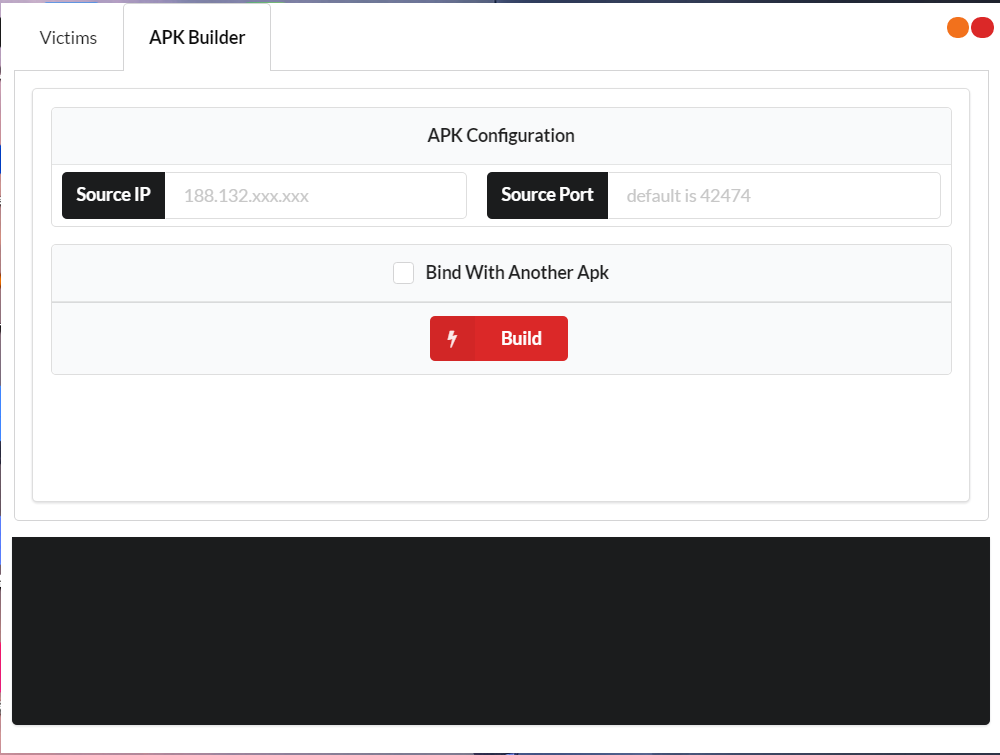 Victims
APK Builder
APK Configuration
Source IP
188.132.xxx.xxx
Source Port
default is 42474
Bind With Another Apk
Build